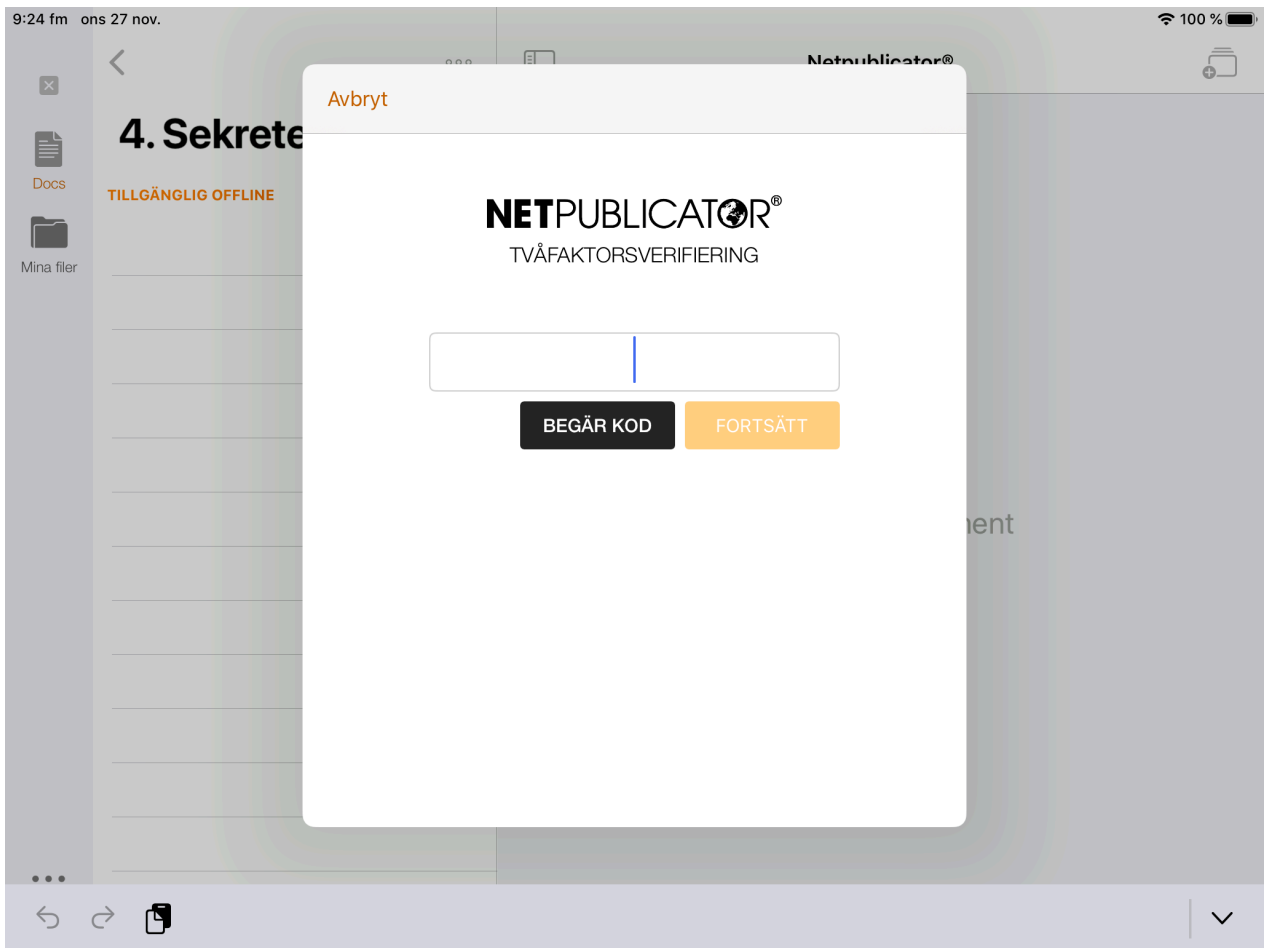 9:24 fm ons 27 nov.
100 %
Netpublicator®
Avbryt
4. Sekrete
Docs
TILLGÄNGLIG OFFLINE
NETPUBLICATOR®
TVÅFAKTORSVERIFIERING
Mina filer
BEGÄR KOD
FORTSÄTT
ent